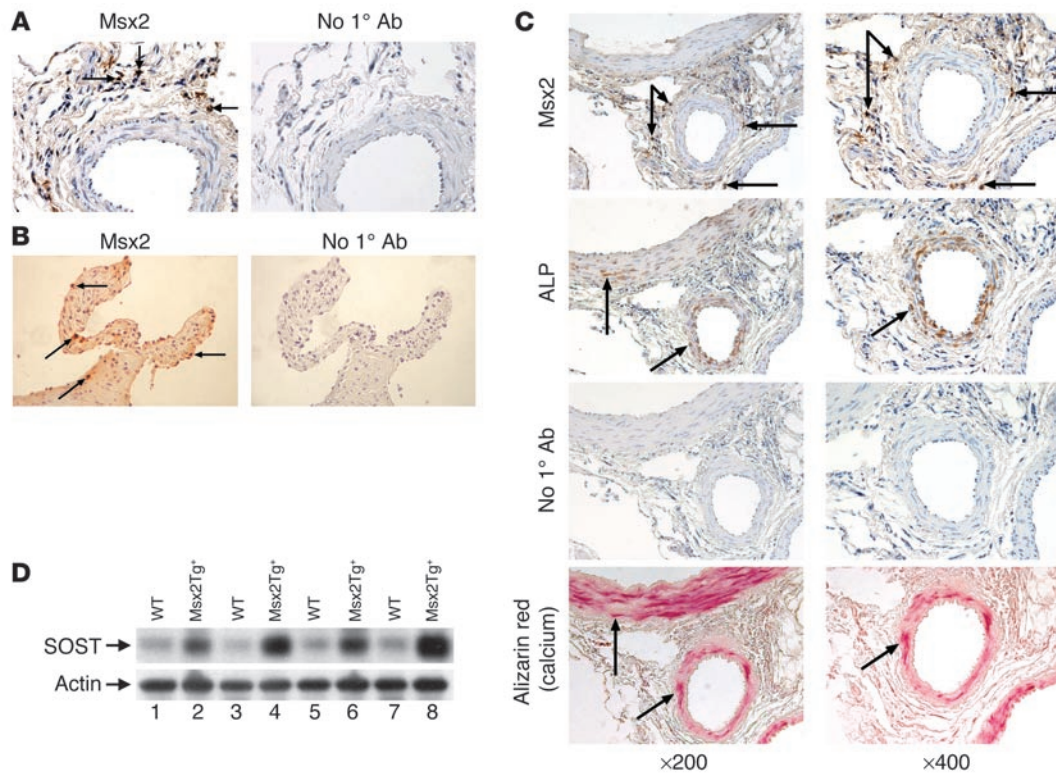 A
Msx2
No 1° Ab
B
Msx2
No 1° Ab
C
Msx2
ALP
No 1° Ab
Alizarin red
(calcium)
×200
×400
D
WT
Msx2Tg⁺
WT
Msx2Tg⁺
WT
Msx2Tg⁺
WT
Msx2Tg⁺
SOST
Actin
1 2 3 4 5 6 7 8